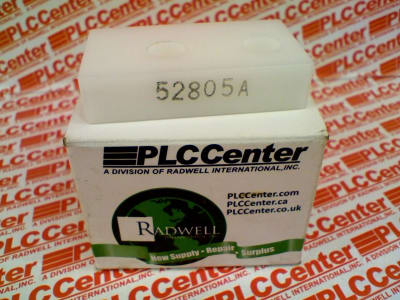 52805A
PLCCenter
A DIVISION OF RADWELL INTERNATIONAL, INC.
PLCCenter.com
PLCCenter.ca
PLCCenter.co.uk
RADWELL
New Supply • Repair • Surplus